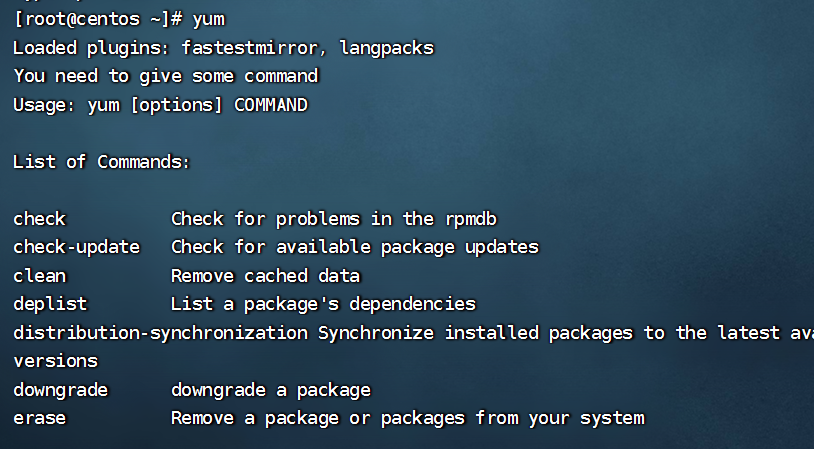 [root@centos ~]# yum
Loaded plugins: fastestmirror, langpacks
You need to give some command
Usage: yum [options] COMMAND
List of Commands:
check          Check for problems in the rpmdb
check-update   Check for available package updates
clean          Remove cached data
deplist        List a package's dependencies
distribution-synchronization Synchronize installed packages to the latest
versions
downgrade      downgrade a package
erase          Remove a package or packages from your system